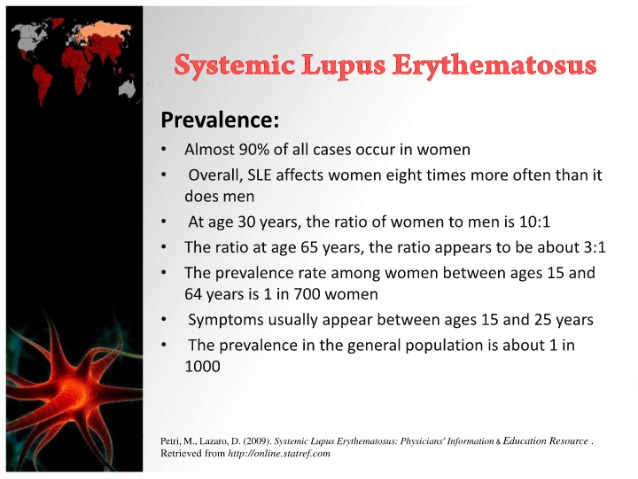 Systemic Lupus Erythematosus
Prevalence:
• Almost 90% of all cases occur in women
• Overall, SLE affects women eight times more often than it
does men
• At age 30 years, the ratio of women to men is 10:1
• The ratio at age 65 years, the ratio appears to be about 3:1
• The prevalence rate among women between ages 15 and
64 years is 1 in 700 women
• Symptoms usually appear between ages 15 and 25 years
• The prevalence in the general population is about 1 in
1000
Petri, M., Lazaro, D. (2009). Systemic Lupus Erythematosus: Physicians' Information & Education Resource .
Retrieved from http://online.statref.com